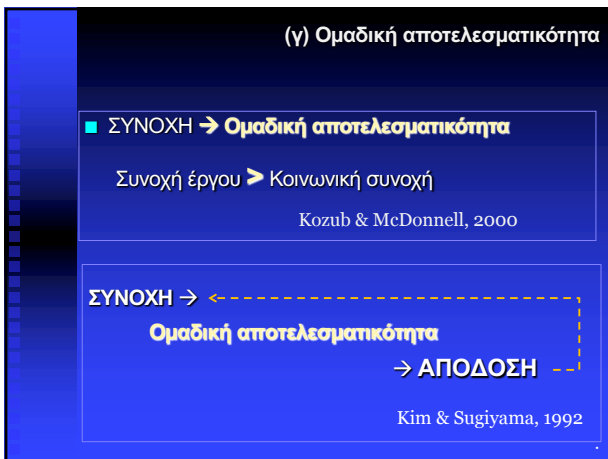 (γ) Ομαδική αποτελεσματικότητα
ΣΥΝΟΧΗ → Ομαδική αποτελεσματικότητα
Συνοχή έργου > Κοινωνική συνοχή
Kozub & McDonnell, 2000
ΣΥΝΟΧΗ →
Ομαδική αποτελεσματικότητα
→ ΑΠΟΔΟΣΗ
Kim & Sugiyama, 1992
.